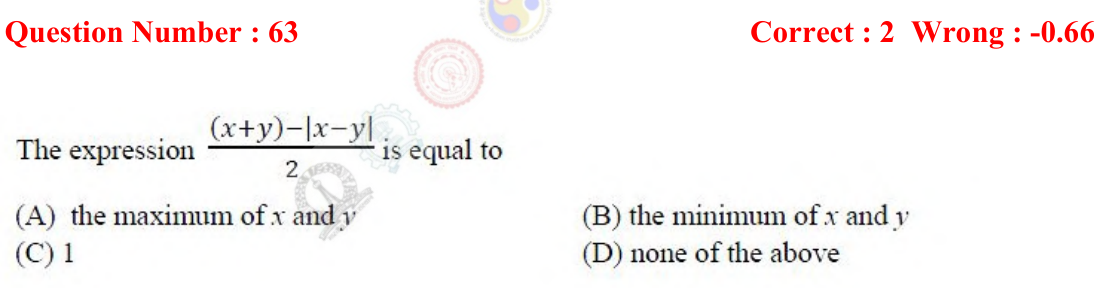 Question Number : 63 Correct : 2 Wrong : -0.66
The expression \frac{(x+y)-|x-y|}{2} is equal to
(A) the maximum of x and y (B) the minimum of x and y
(C) 1 (D) none of the above